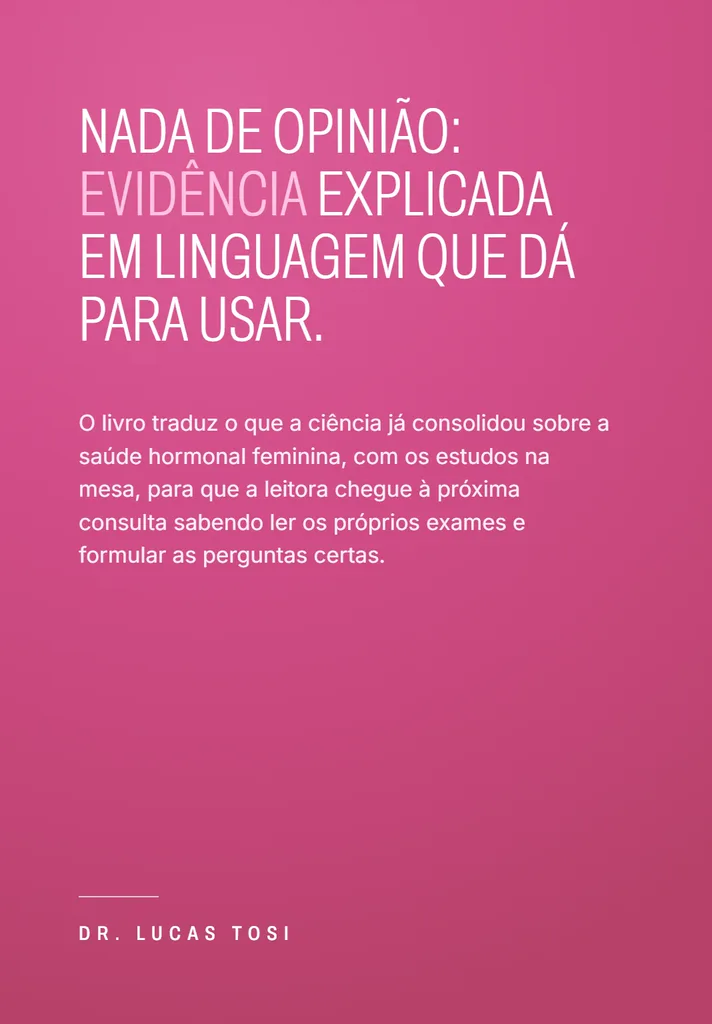 NADA DE OPINIÃO:
EVIDÊNCIA EXPLICADA
EM LINGUAGEM QUE DÁ
PARA USAR.
O livro traduz o que a ciência já consolidou sobre a
saúde hormonal feminina, com os estudos na
mesa, para que a leitora chegue à próxima
consulta sabendo ler os próprios exames e
formular as perguntas certas.
DR. LUCAS TOSI